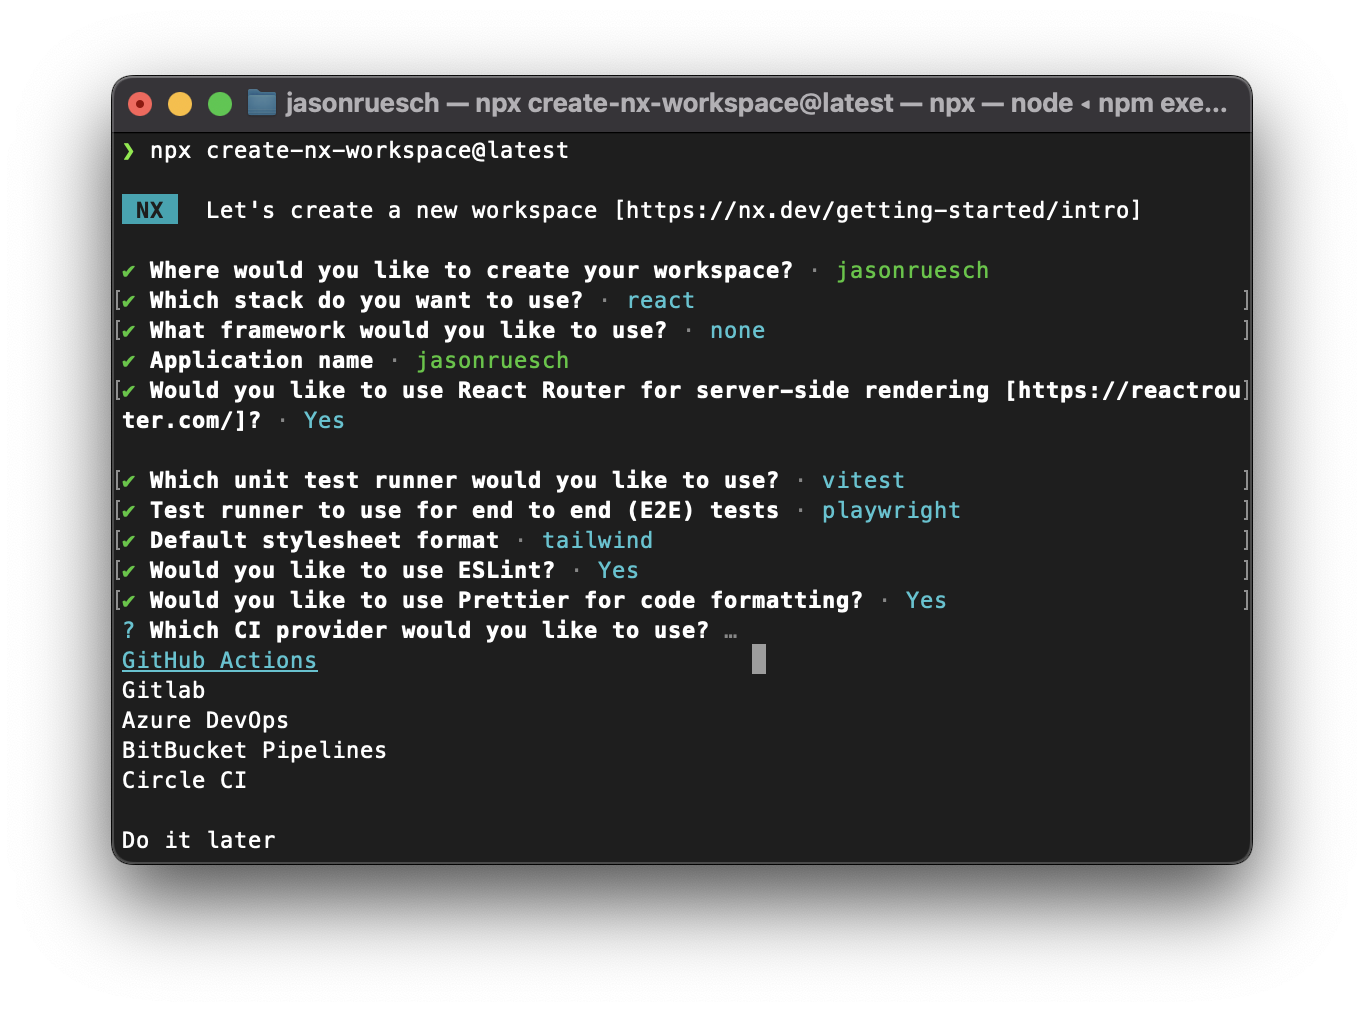 jasonruesch — npx create-nx-workspace@latest — npx — node ◂ npm exe...
❯ npx create-nx-workspace@latest
NX Let's create a new workspace [https://nx.dev/getting-started/intro]
✔ Where would you like to create your workspace? · jasonruesch
[✔ Which stack do you want to use? · react ]
[✔ What framework would you like to use? · none ]
✔ Application name · jasonruesch
[✔ Would you like to use React Router for server-side rendering [https://reactrou]
ter.com/]? · Yes
[✔ Which unit test runner would you like to use? · vitest ]
[✔ Test runner to use for end to end (E2E) tests · playwright ]
[✔ Default stylesheet format · tailwind ]
[✔ Would you like to use ESLint? · Yes ]
[✔ Would you like to use Prettier for code formatting? · Yes ]
? Which CI provider would you like to use? …
GitHub Actions
Gitlab
Azure DevOps
BitBucket Pipelines
Circle CI
Do it later